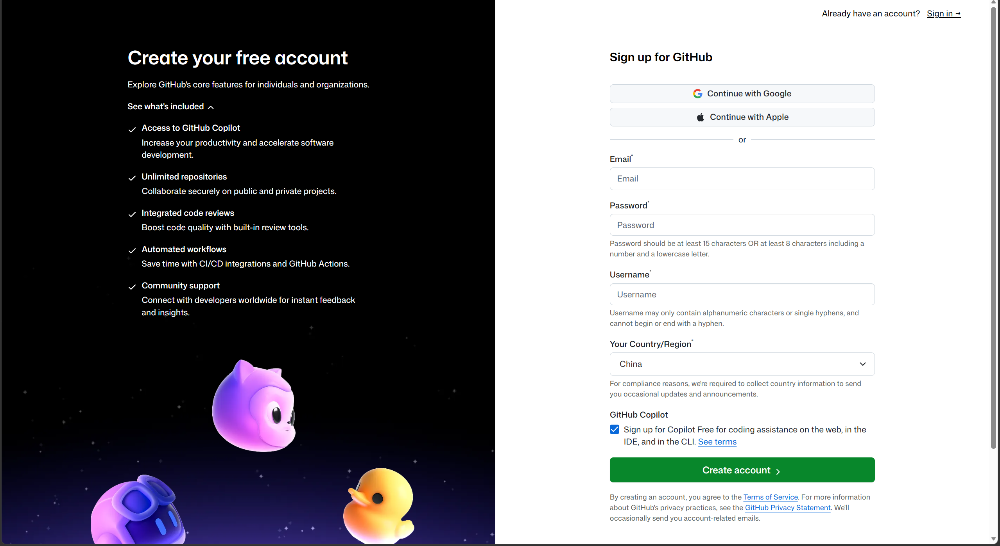 Already have an account? Sign in →
Create your free account
Explore GitHub's core features for individuals and organizations.
See what's included
Access to GitHub Copilot
Increase your productivity and accelerate software
development.
Unlimited repositories
Collaborate securely on public and private projects.
Integrated code reviews
Boost code quality with built-in review tools.
Automated workflows
Save time with CI/CD integrations and GitHub Actions.
Community support
Connect with developers worldwide for instant feedback
and insights.
Sign up for GitHub
Continue with Google
Continue with Apple
or
Email*
Email
Password*
Password
Password should be at least 15 characters OR at least 8 characters including a
number and a lowercase letter.
Username*
Username
Username may only contain alphanumeric characters or single hyphens, and
cannot begin or end with a hyphen.
Your Country/Region*
China
For compliance reasons, we're required to collect country information to send
you occasional updates and announcements.
GitHub Copilot
Sign up for Copilot Free for coding assistance on the web, in the
IDE, and in the CLI. See terms
Create account
By creating an account, you agree to the Terms of Service. For more information
about GitHub's privacy practices, see the GitHub Privacy Statement. We'll
occasionally send you account-related emails.